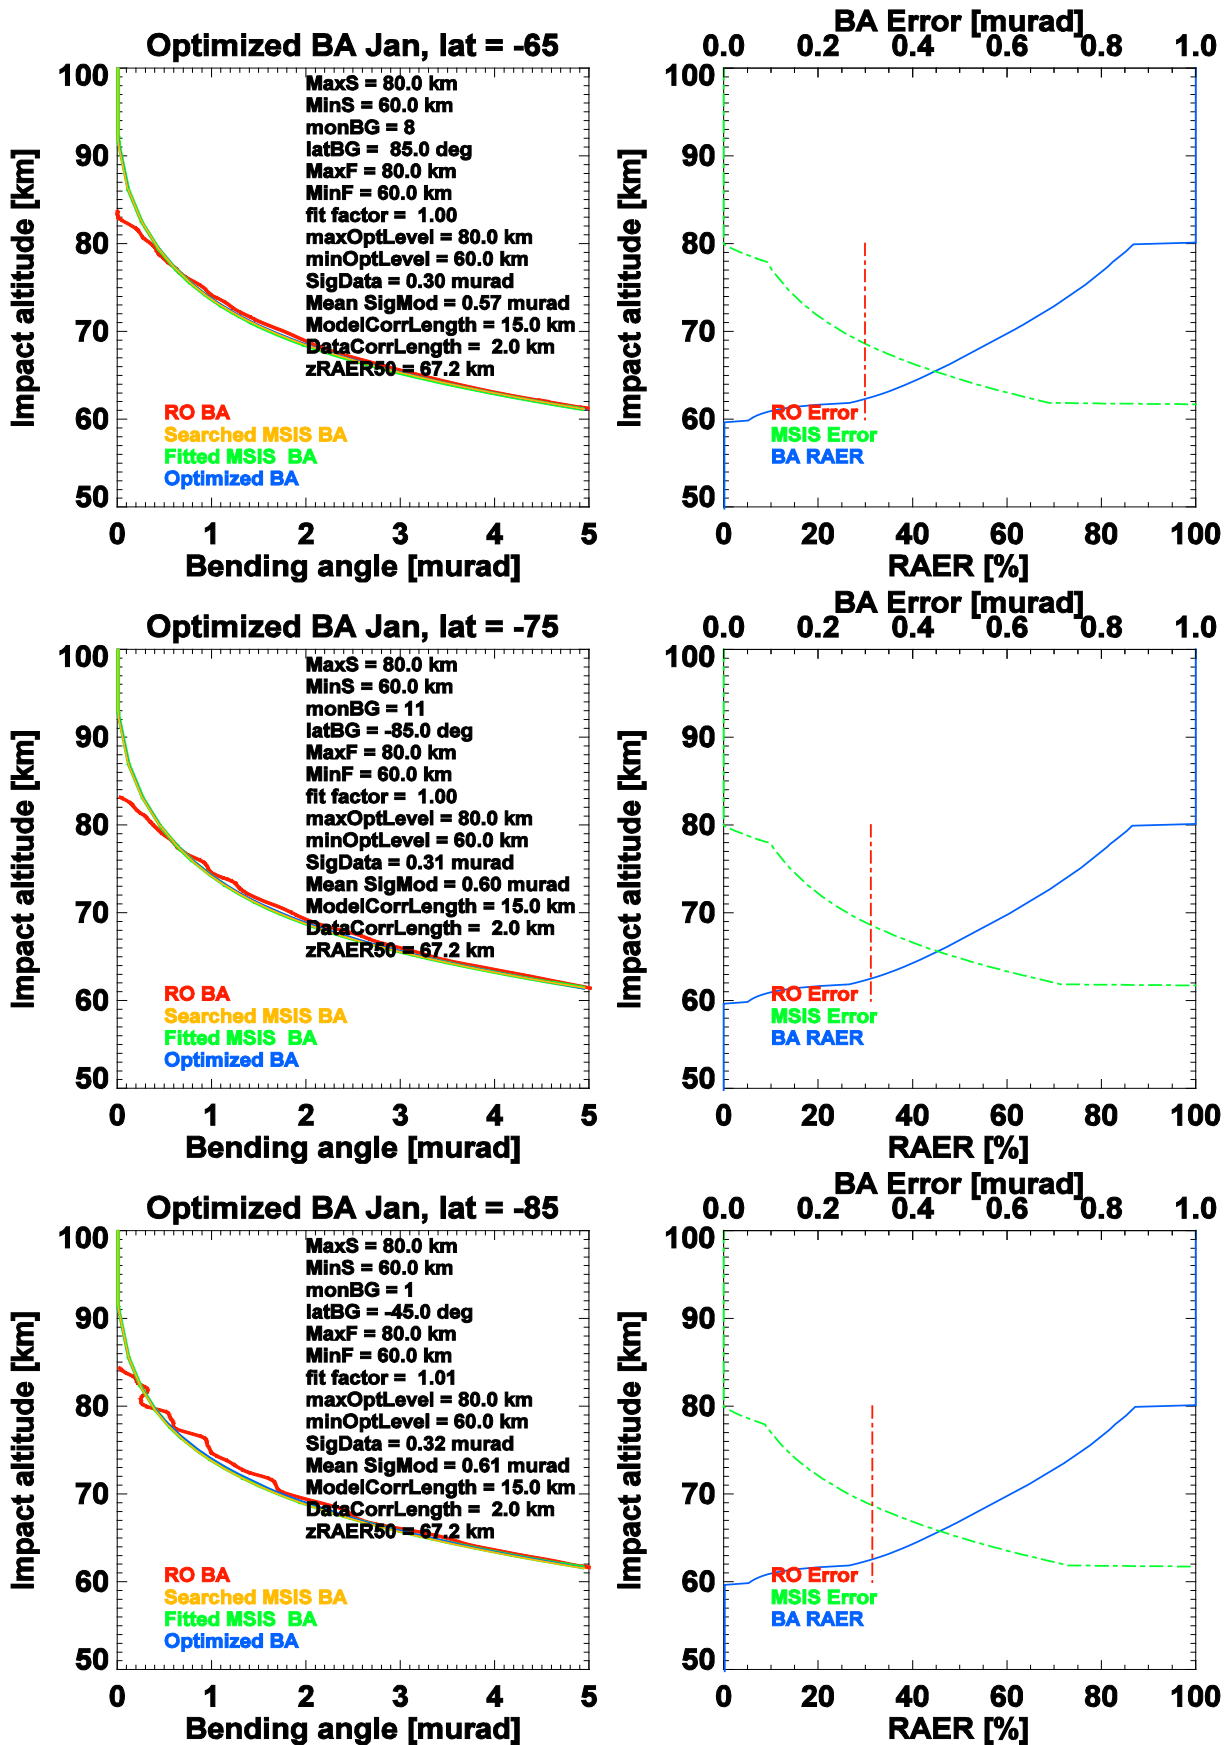 Optimized BA Jan, lat = -65
100
90
80
70
60
50
Impact altitude [km]
MaxS = 80.0 km
MinS = 60.0 km
monBG = 8
latBG = 85.0 deg
MaxF = 80.0 km
MinF = 60.0 km
fit factor = 1.00
maxOptLevel = 80.0 km
minOptLevel = 60.0 km
SigData = 0.30 murad
Mean SigMod = 0.57 murad
ModelCorrLength = 15.0 km
DataCorrLength = 2.0 km
zRAER50 = 67.2 km
RO BA
Searched MSIS BA
Fitted MSIS BA
Optimized BA
0 1 2 3 4 5
Bending angle [murad]
BA Error [murad]
0.0 0.2 0.4 0.6 0.8 1.0
100
90
80
70
60
50
Impact altitude [km]
RO Error
MSIS Error
BA RAER
0 20 40 60 80 100
RAER [%]
Optimized BA Jan, lat = -75
100
90
80
70
60
50
Impact altitude [km]
MaxS = 80.0 km
MinS = 60.0 km
monBG = 11
latBG = -85.0 deg
MaxF = 80.0 km
MinF = 60.0 km
fit factor = 1.00
maxOptLevel = 80.0 km
minOptLevel = 60.0 km
SigData = 0.31 murad
Mean SigMod = 0.60 murad
ModelCorrLength = 15.0 km
DataCorrLength = 2.0 km
zRAER50 = 67.2 km
RO BA
Searched MSIS BA
Fitted MSIS BA
Optimized BA
0 1 2 3 4 5
Bending angle [murad]
BA Error [murad]
0.0 0.2 0.4 0.6 0.8 1.0
100
90
80
70
60
50
Impact altitude [km]
RO Error
MSIS Error
BA RAER
0 20 40 60 80 100
RAER [%]
Optimized BA Jan, lat = -85
100
90
80
70
60
50
Impact altitude [km]
MaxS = 80.0 km
MinS = 60.0 km
monBG = 1
latBG = -45.0 deg
MaxF = 80.0 km
MinF = 60.0 km
fit factor = 1.01
maxOptLevel = 80.0 km
minOptLevel = 60.0 km
SigData = 0.32 murad
Mean SigMod = 0.61 murad
ModelCorrLength = 15.0 km
DataCorrLength = 2.0 km
zRAER50 = 67.2 km
RO BA
Searched MSIS BA
Fitted MSIS BA
Optimized BA
0 1 2 3 4 5
Bending angle [murad]
BA Error [murad]
0.0 0.2 0.4 0.6 0.8 1.0
100
90
80
70
60
50
Impact altitude [km]
RO Error
MSIS Error
BA RAER
0 20 40 60 80 100
RAER [%]